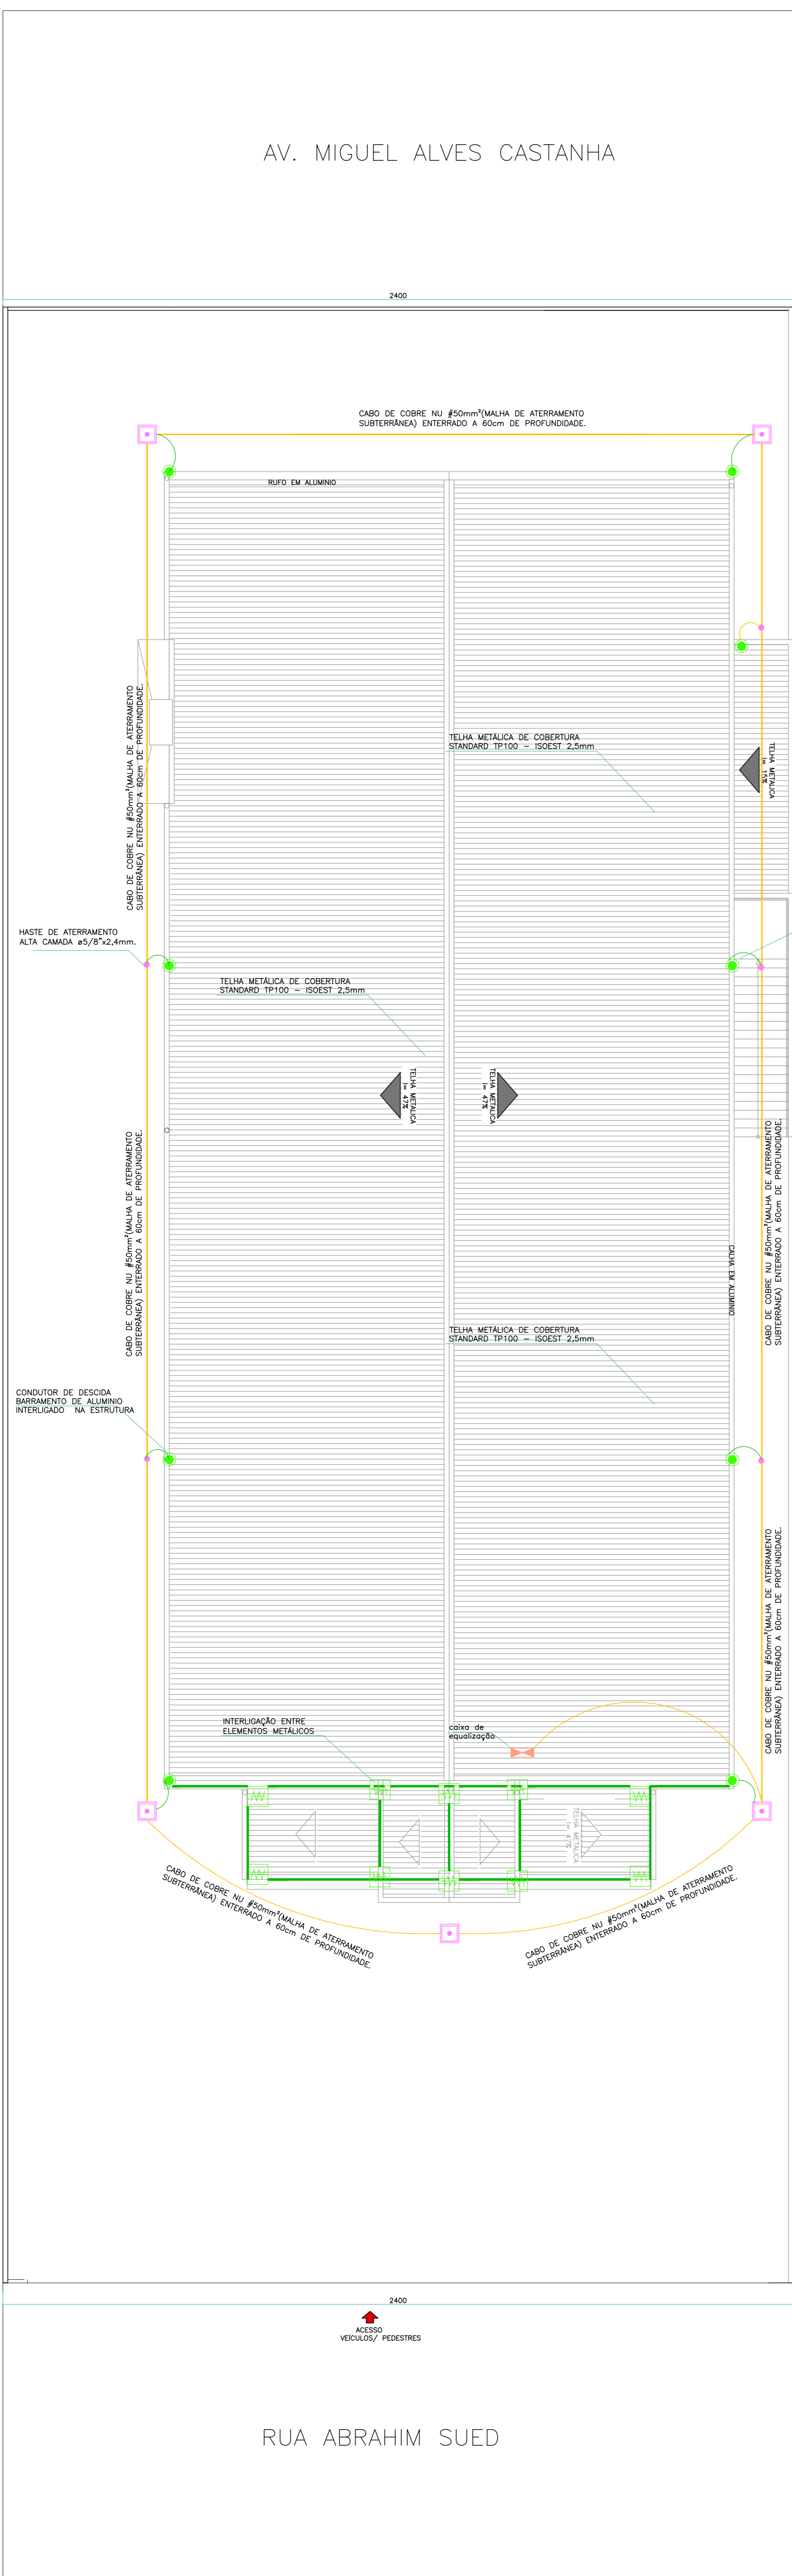 AV. MIGUEL ALVES CASTANHA
2400
CABO DE COBRE NU #50mm²(MALHA DE ATERRAMENTO
SUBTERRÂNEA) ENTERRADO A 60cm DE PROFUNDIDADE.
RUFO EM ALUMINIO
CABO DE COBRE NU #50mm²(MALHA DE ATERRAMENTO
SUBTERRÂNEA) ENTERRADO A 60cm DE PROFUNDIDADE.
TELHA METÁLICA DE COBERTURA
STANDARD TP100 - ISOEST 2,5mm
TELHA METALICA
i= 15%
HASTE DE ATERRAMENTO
ALTA CAMADA ø5/8"x2,4mm.
TELHA METÁLICA DE COBERTURA
STANDARD TP100 - ISOEST 2,5mm
TELHA METALICA
i= 47%
TELHA METALICA
i= 47%
CABO DE COBRE NU #50mm²(MALHA DE ATERRAMENTO
SUBTERRÂNEA) ENTERRADO A 60cm DE PROFUNDIDADE.
CABO DE COBRE NU #50mm²(MALHA DE ATERRAMENTO
SUBTERRÂNEA) ENTERRADO A 60cm DE PROFUNDIDADE.
CALHA EM ALUMINIO
TELHA METÁLICA DE COBERTURA
STANDARD TP100 - ISOEST 2,5mm
CONDUTOR DE DESCIDA
BARRAMENTO DE ALUMINIO
INTERLIGADO NA ESTRUTURA
CABO DE COBRE NU #50mm²(MALHA DE ATERRAMENTO
SUBTERRÂNEA) ENTERRADO A 60cm DE PROFUNDIDADE.
INTERLIGAÇÃO ENTRE
ELEMENTOS METÁLICOS
caixa de
equalização
TELHA METALICA
i= 47%
CABO DE COBRE NU #50mm²(MALHA DE ATERRAMENTO
SUBTERRÂNEA) ENTERRADO A 60cm DE PROFUNDIDADE.
CABO DE COBRE NU #50mm²(MALHA DE ATERRAMENTO
SUBTERRÂNEA) ENTERRADO A 60cm DE PROFUNDIDADE.
2400
ACESSO
VEÍCULOS/ PEDESTRES
RUA ABRAHIM SUED